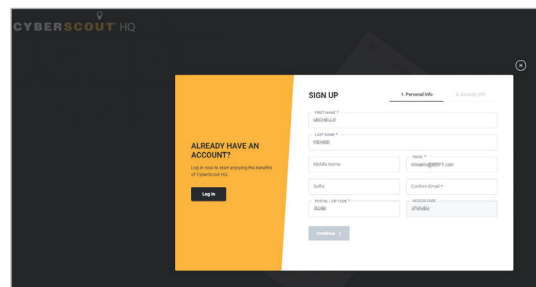 CYBERSCOUT HQ
SIGN UP
1. Personal Info
2. Security Info
FIRST NAME *
LAST NAME *
ALREADY HAVE AN
ACCOUNT?
Log in now to start enjoying the benefits
of CyberScout HQ.
Log in
Middle Name
EMAIL *
Suffix
Confirm Email *
POSTAL / ZIP CODE *
ACCESS CODE
Continue